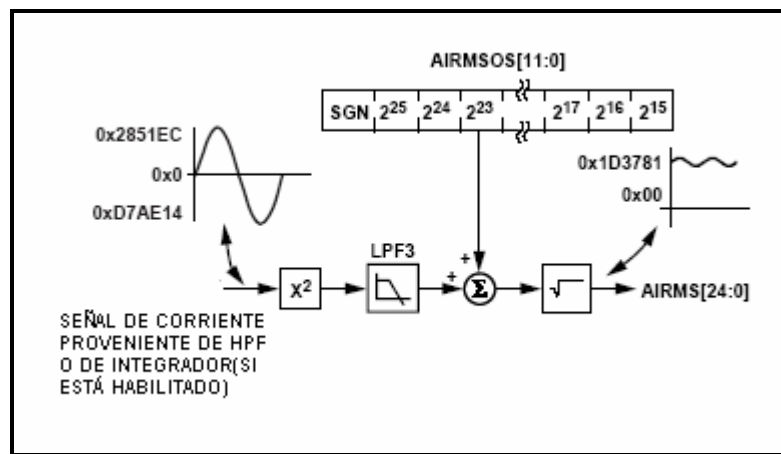 AIRMSOS[11:0]
SGN 2^25 2^24 2^23 2^17 2^16 2^15
0x2851EC
0x0
0xD7AE14
0x1D3781
0x00
LPF3
+
+
X^2
Σ
√
AIRMS[24:0]
SEÑAL DE CORRIENTE
PROVENIENTE DE HPF
O DE INTEGRADOR(SI
ESTÁ HABILITADO)